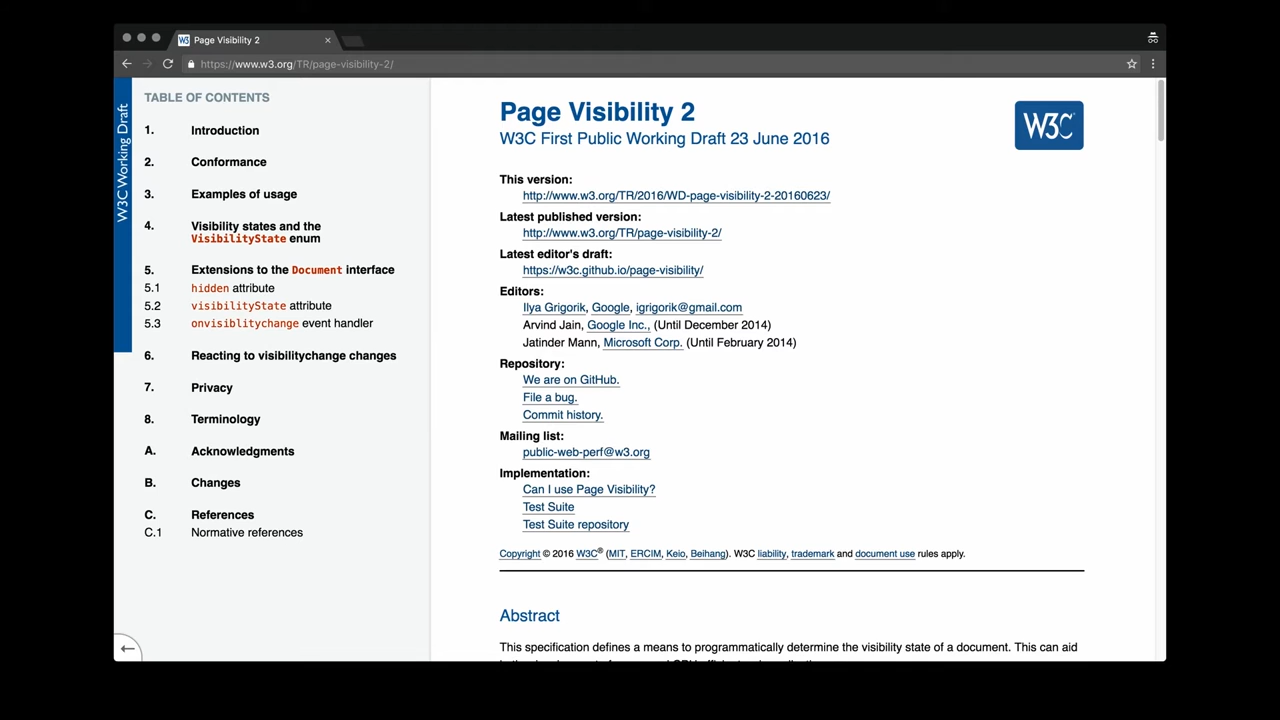 Page Visibility 2
https://www.w3.org/TR/page-visibility-2/
W3C Working Draft
TABLE OF CONTENTS
1. Introduction
2. Conformance
3. Examples of usage
4. Visibility states and the
VisibilityState enum
5. Extensions to the Document interface
5.1 hidden attribute
5.2 visibilityState attribute
5.3 onvisiblitychange event handler
6. Reacting to visibilitychange changes
7. Privacy
8. Terminology
A. Acknowledgments
B. Changes
C. References
C.1 Normative references
Page Visibility 2
W3C First Public Working Draft 23 June 2016
W3C
This version:
http://www.w3.org/TR/2016/WD-page-visibility-2-20160623/
Latest published version:
http://www.w3.org/TR/page-visibility-2/
Latest editor's draft:
https://w3c.github.io/page-visibility/
Editors:
Ilya Grigorik, Google, igrigorik@gmail.com
Arvind Jain, Google Inc., (Until December 2014)
Jatinder Mann, Microsoft Corp. (Until February 2014)
Repository:
We are on GitHub.
File a bug.
Commit history.
Mailing list:
public-web-perf@w3.org
Implementation:
Can I use Page Visibility?
Test Suite
Test Suite repository
Copyright © 2016 W3C® (MIT, ERCIM, Keio, Beihang). W3C liability, trademark and document use rules apply.
Abstract
This specification defines a means to programmatically determine the visibility state of a document. This can aid